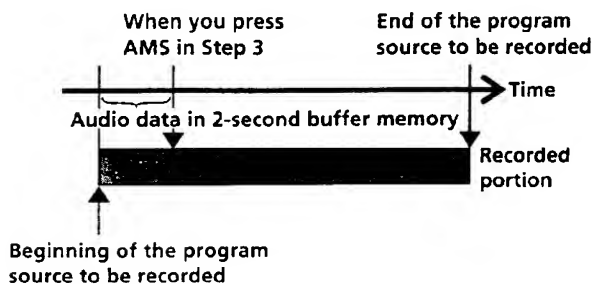 When you press
AMS in Step 3
End of the program
source to be recorded
Time
Audio data in 2-second buffer memory
Recorded
portion
Beginning of the program
source to be recorded